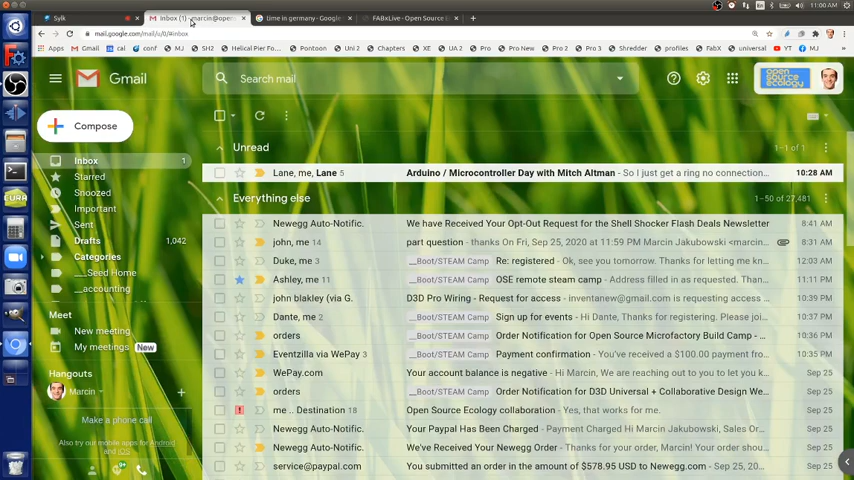 11:00 AM
Sylk
Inbox (1) - marcin@open
time in germany - Google
FABxLive - Open Source E
mail.google.com/mail/u/0/#inbox
Apps Gmail cal conf MJ SH2 Helical Pier Fo... Uni Doctor Chapters XE Pro Pro New Pro 2 Pro Shredder profiles FabX universal YT MJ
Gmail
Search mail
open source ecology
Compose
Unread
1–1 of 1
Inbox 1
Lane, me, Lane 5 Arduino / Microcontroller Day with Mitch Altman - So I just get a ring no connection... 10:28 AM
Starred
Snoozed
Everything else
1–50 of 27,481
Important
Sent
Newegg Auto-Notific. We have Received Your Opt-Out Request for the Shell Shocker Flash Deals Newsletter 8:41 AM
Drafts 1,042
john, me 14 part question - thanks On Fri, Sep 25, 2020 at 11:59 PM Marcin Jakubowski <marcin... 8:31 AM
Categories
Duke, me 3 __Boot/STEAM Camp Re: registered - Ok, see you tomorrow. Thanks for letting me kn... 12:03 AM
__Seed Home
Ashley, me 11 __Boot/STEAM Camp OSE remote steam camp - Address filled in as requested. 11:11 PM
__accounting
john blakley (via G. D3D Pro Wiring - Request for access - inventanew@gmail.com is requesting access 10:39 PM
Meet
Dante, me 2 __Boot/STEAM Camp Sign up for events - Hi Dante, Thanks for registering. Please join 10:37 PM
New meeting
orders __Boot/STEAM Camp Order Notification for Open Source Microfactory Build Camp - 10:36 PM
My meetings New
Eventzilla via WePay 3 __Boot/STEAM Camp Payment confirmation - You've received a $100.00 payment fro... 10:35 PM
Hangouts
WePay.com Your account balance is negative - Hi Marcin, We are reaching out to you to let you k... Sep 25
Marcin
orders __Boot/STEAM Camp Order Notification for D3D Universal + Collaborative Design We... Sep 25
me .. Destination 18 Open Source Ecology collaboration - Yes, that works for me. Sep 25
Make a phone call
Newegg Auto-Notific. Your Paypal Has Been Charged - Payment Charged Hi Marcin Jakubowski, Sales Or... Sep 25
Also try our mobile apps for Android and iOS
Newegg Auto-Notific. We've Received Your Newegg Order - Thanks for your order, Marcin! Your order shou... Sep 25
service@paypal.com You submitted an order in the amount of $578.95 USD to Newegg.com - Sep 25, 20... Sep 25